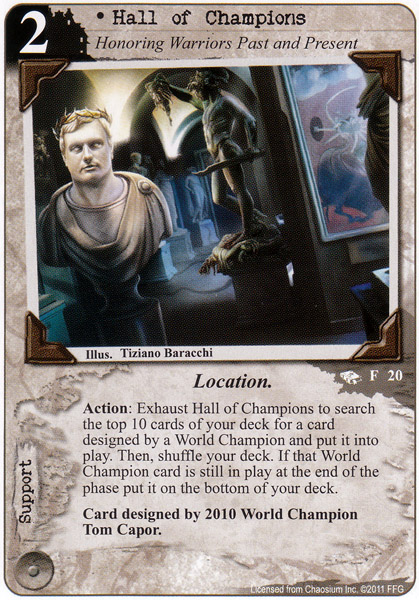 2
• Hall of Champions
Honoring Warriors Past and Present
Illus. Tiziano Baracchi
F 20
Location.
Action: Exhaust Hall of Champions to search
the top 10 cards of your deck for a card
designed by a World Champion and put it into
play. Then, shuffle your deck. If that World
Champion card is still in play at the end of the
phase put it on the bottom of your deck.
Card designed by 2010 World Champion
Tom Capor.
Support
Licensed from Chaosium Inc. ©2011 FFG